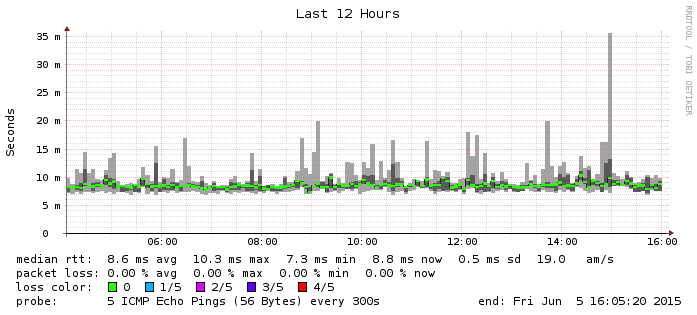 Last 12 Hours
RRDTOOL / TOBI OETIKER
Seconds
35 m
30 m
25 m
20 m
15 m
10 m
5 m
0
06:00 08:00 10:00 12:00 14:00 16:00
median rtt: 8.6 ms avg 10.3 ms max 7.3 ms min 8.8 ms now 0.5 ms sd 19.0 am/s
packet loss: 0.00 % avg 0.00 % max 0.00 % min 0.00 % now
loss color: 0 1/5 2/5 3/5 4/5
probe: 5 ICMP Echo Pings (56 Bytes) every 300s end: Fri Jun 5 16:05:20 2015